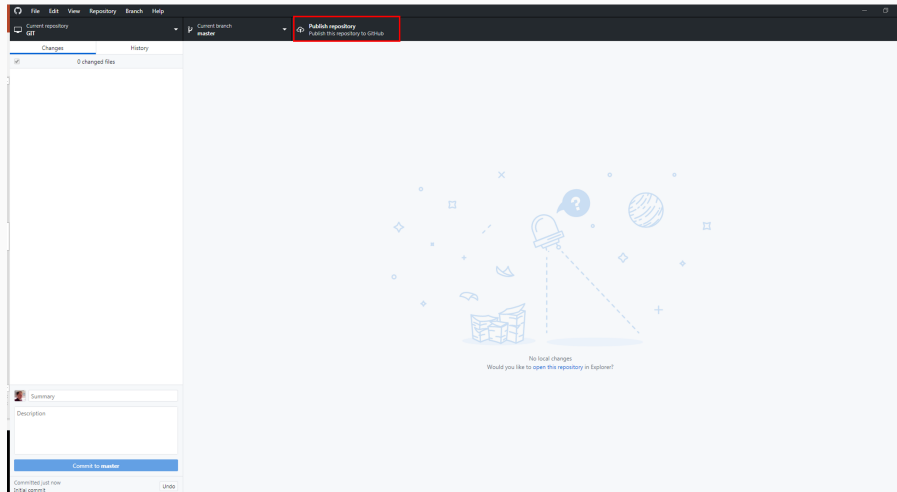 File Edit View Repository Branch Help
Current repository
GIT
Current branch
master
Publish repository
Publish this repository to GitHub
Changes History
0 changed files
?
No local changes
Would you like to open this repository in Explorer?
Summary
Description
Commit to master
Committed just now
Initial commit
Undo